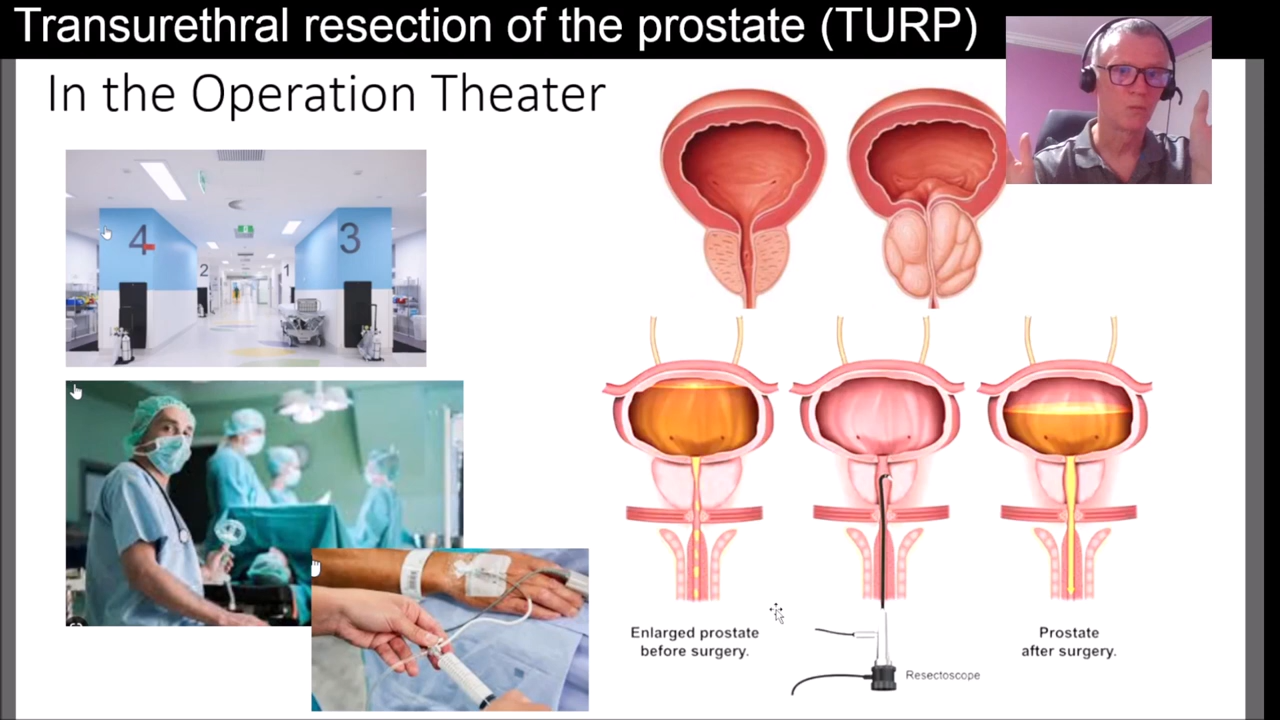 Transurethral resection of the prostate (TURP)
In the Operation Theater
4
2
1
3
Enlarged prostate
before surgery.
Resectoscope
Prostate
after surgery.